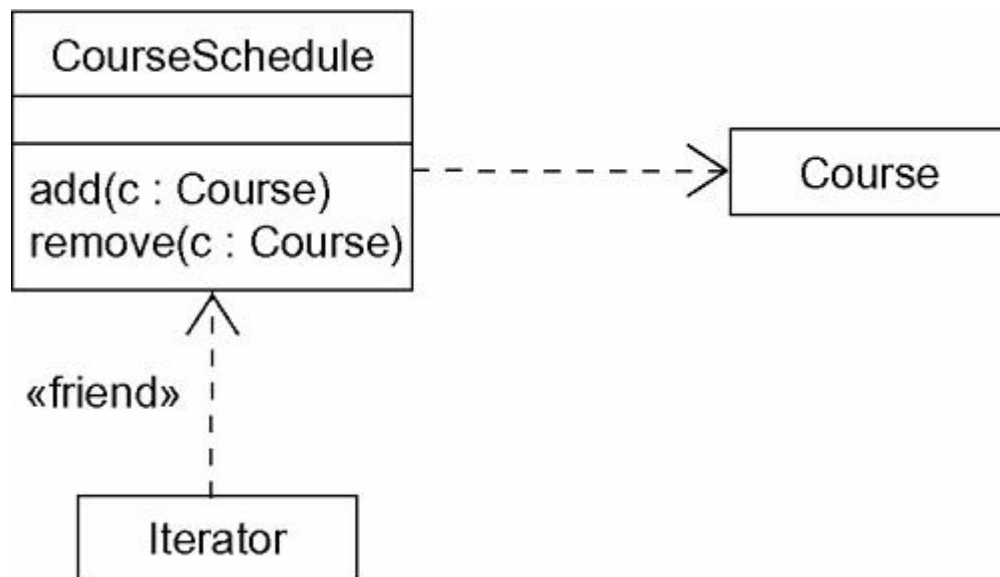 CourseSchedule
add(c : Course)
remove(c : Course)
Course
«friend»
Iterator